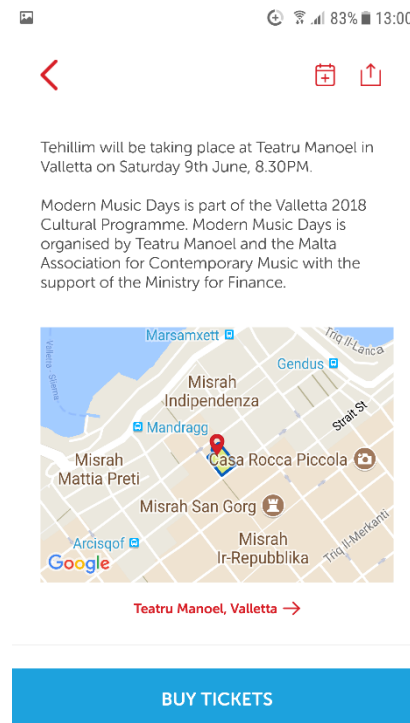 83% 13:00
Tehillim will be taking place at Teatru Manoel in
Valletta on Saturday 9th June, 8.30PM.
Modern Music Days is part of the Valletta 2018
Cultural Programme. Modern Music Days is
organised by Teatru Manoel and the Malta
Association for Contemporary Music with the
support of the Ministry for Finance.
Marsamxett
Triq Il-Lanca
Valletta - Sliema
Gendus
Misrah
Indipendenza
Strait St
Mandragg
Misrah
Mattia Preti
Casa Rocca Piccola
Misrah San Gorg
Arcisqof
Misrah
Ir-Repubblika
Triq Il-Merkanti
Google
Teatru Manoel, Valletta
BUY TICKETS